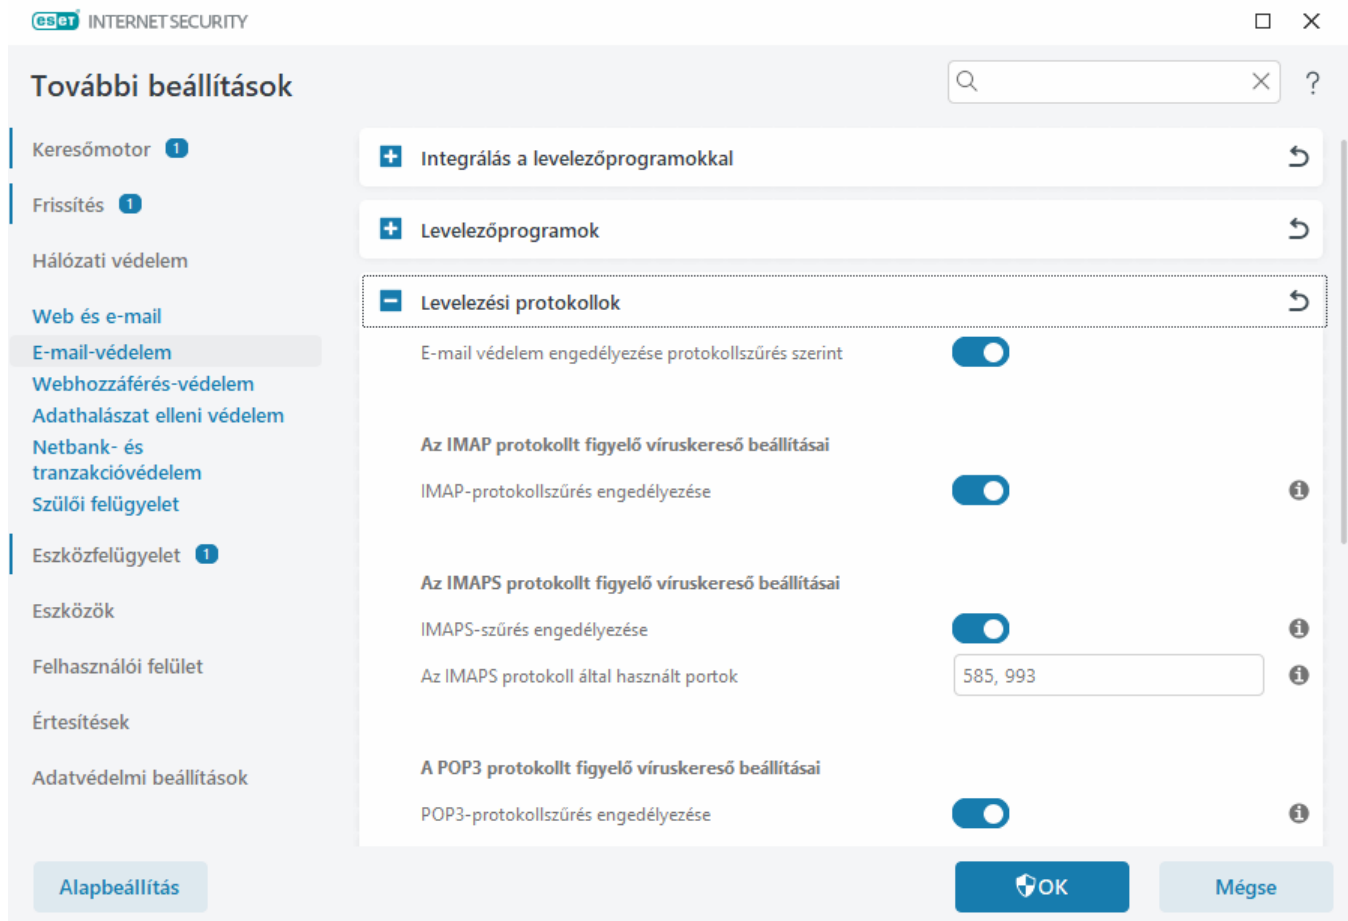 eset INTERNET SECURITY
További beállítások
?
Keresőmotor 1
Frissítés 1
Hálózati védelem
Web és e-mail
E-mail-védelem
Webhozzáférés-védelem
Adathalászat elleni védelem
Netbank- és
tranzakcióvédelem
Szülői felügyelet
Eszközfelügyelet 1
Eszközök
Felhasználói felület
Értesítések
Adatvédelmi beállítások
Integrálás a levelezőprogramokkal
Levelezőprogramok
Levelezési protokollok
E-mail védelem engedélyezése protokollszűrés szerint
Az IMAP protokollt figyelő víruskereső beállításai
IMAP-protokollszűrés engedélyezése
Az IMAPS protokollt figyelő víruskereső beállításai
IMAPS-szűrés engedélyezése
Az IMAPS protokoll által használt portok 585, 993
A POP3 protokollt figyelő víruskereső beállításai
POP3-protokollszűrés engedélyezése
Alapbeállítás OK Mégse